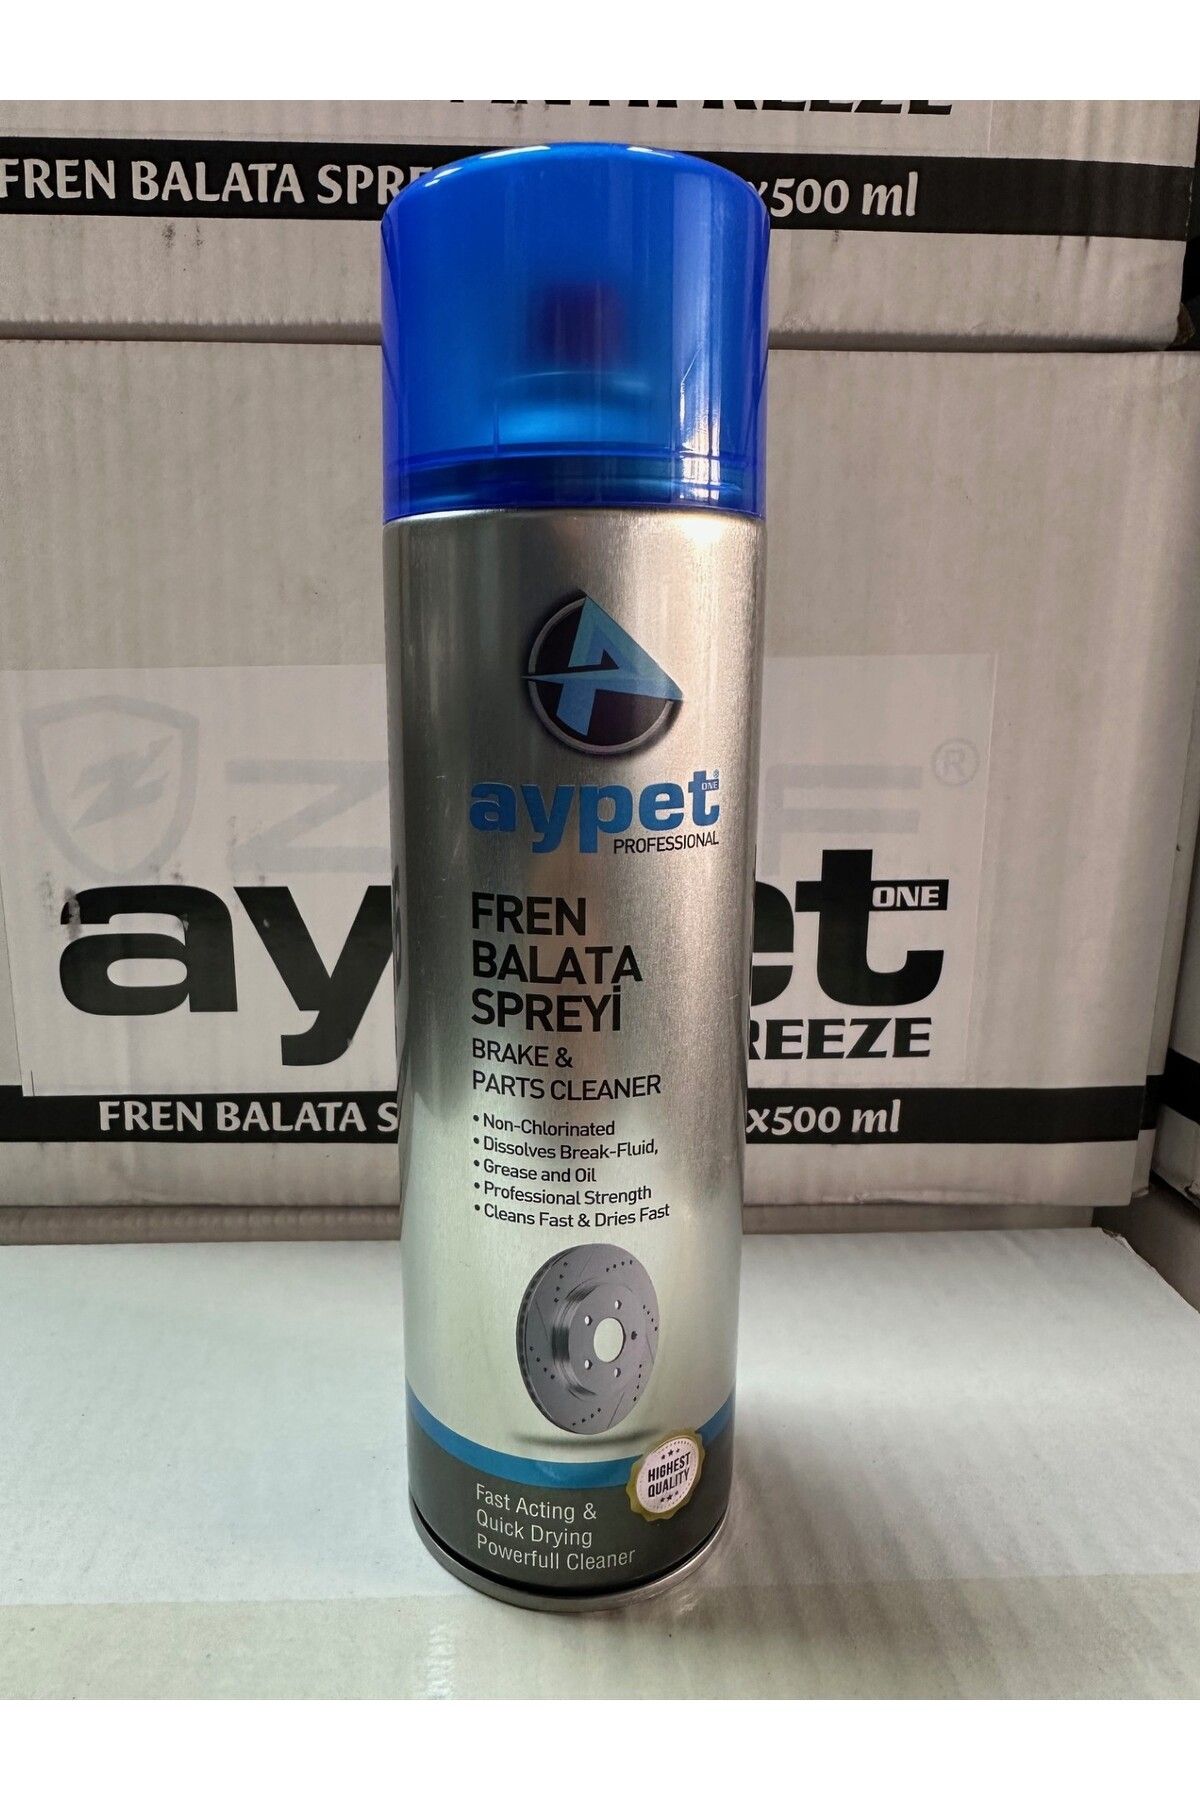 FREN BALATA SPRE
x500 ml
aypet
ONE
PROFESSIONAL
FREN
BALATA
SPREYİ
BRAKE &
PARTS CLEANER
• Non-Chlorinated
• Dissolves Break-Fluid,
• Grease and Oil
• Professional Strength
• Cleans Fast & Dries Fast
HIGHEST
QUALITY
Fast Acting &
Quick Drying
Powerfull Cleaner
®
ay et ONE
REEZE
FREN BALATA S x500 ml